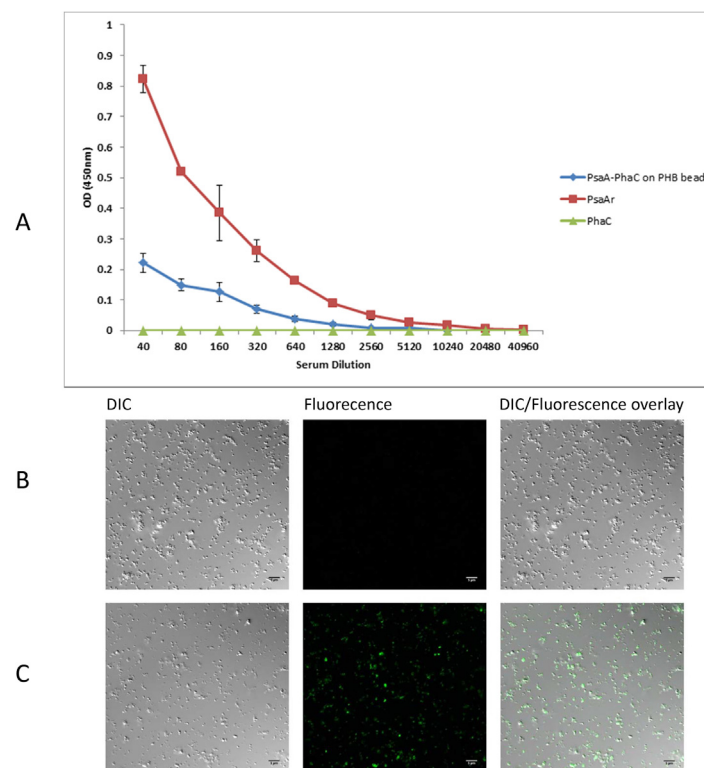 A
1
0.9
0.8
0.7
0.6
0.5
0.4
0.3
0.2
0.1
0
OD (450nm)
40 80 160 320 640 1280 2560 5120 10240 20480 40960
Serum Dilution
PsaA-PhaC on PHB bead
PsaAr
PhaC
DIC Fluorecence DIC/Fluorescence overlay
B
C